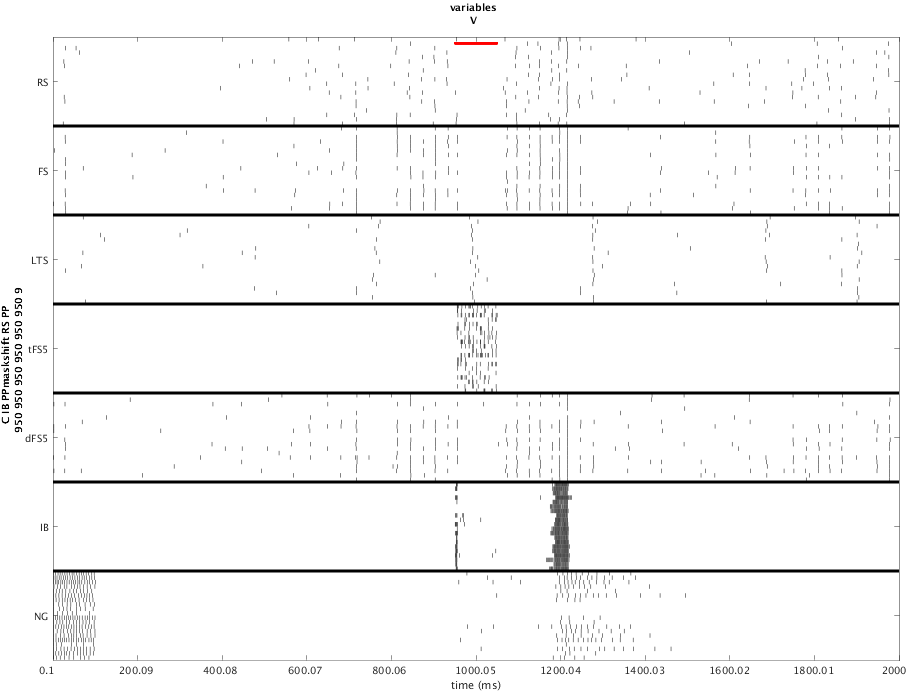 variables
V
RS
FS
LTS
tFS5
dFS5
IB
NG
C IB PPmaskshift RS PP
950 950 950 950 950 950 9
0.1 200.09 400.08 600.07 800.06 1000.05 1200.04 1400.03 1600.02 1800.01 2000
time (ms)